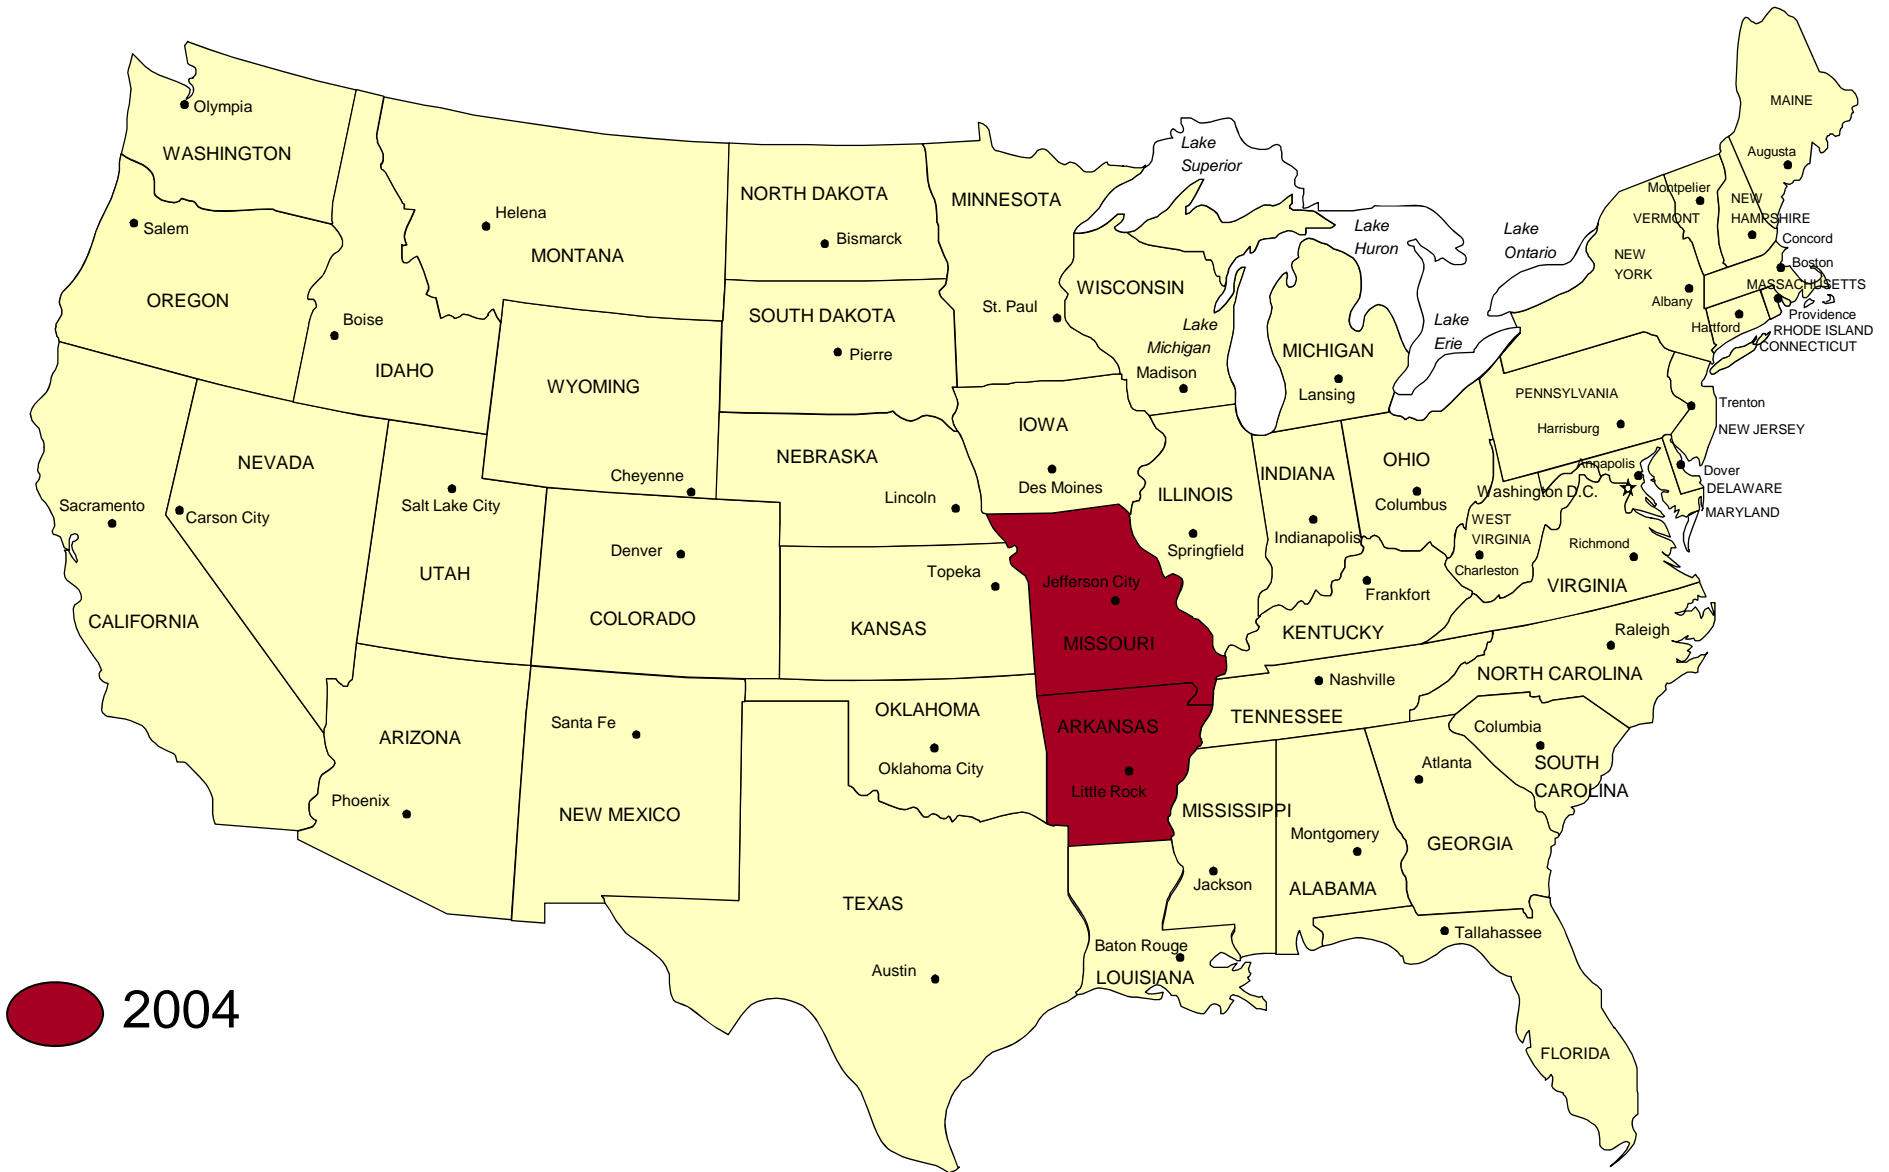 Olympia
WASHINGTON
Salem
OREGON
Helena
MONTANA
Boise
IDAHO
WYOMING
Cheyenne
NORTH DAKOTA
Bismarck
SOUTH DAKOTA
Pierre
NEBRASKA
Lincoln
MINNESOTA
St. Paul
WISCONSIN
Madison
IOWA
Des Moines
Lake
Superior
Lake
Michigan
Lake
Huron
Lake
Erie
Lake
Ontario
MICHIGAN
Lansing
MAINE
Augusta
Montpelier
VERMONT
NEW
HAMPSHIRE
Concord
Boston
MASSACHUSETTS
Providence
RHODE ISLAND
CONNECTICUT
Hartford
NEW
YORK
Albany
PENNSYLVANIA
Harrisburg
Trenton
NEW JERSEY
Annapolis
Dover
DELAWARE
MARYLAND
Washington D.C.
WEST
VIRGINIA
Charleston
Richmond
VIRGINIA
OHIO
Columbus
INDIANA
Indianapolis
ILLINOIS
Springfield
Frankfort
KENTUCKY
Sacramento
CALIFORNIA
NEVADA
Carson City
Salt Lake City
UTAH
Denver
COLORADO
Topeka
KANSAS
Jefferson City
MISSOURI
ARIZONA
Phoenix
Santa Fe
NEW MEXICO
OKLAHOMA
Oklahoma City
ARKANSAS
Little Rock
Nashville
TENNESSEE
Raleigh
NORTH CAROLINA
Columbia
SOUTH
CAROLINA
Atlanta
GEORGIA
MISSISSIPPI
Jackson
Montgomery
ALABAMA
TEXAS
Austin
Baton Rouge
LOUISIANA
Tallahassee
FLORIDA
2004